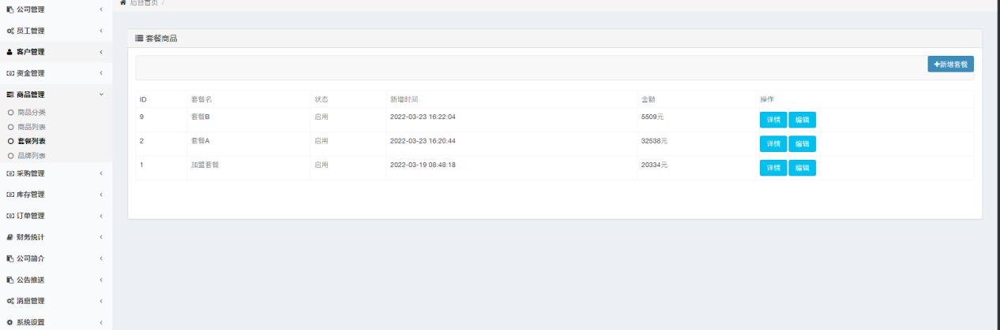 后台首页 /
公司管理
员工管理
客户管理
资金管理
商品管理
商品分类
商品列表
套餐列表
品牌列表
采购管理
库存管理
订单管理
财务统计
公司简介
公告推送
消息管理
系统设置
套餐商品
新增套餐
ID 套餐名 状态 新增时间 金额 操作
9 套餐B 启用 2022-03-23 16:22:04 5509元 详情 编辑
2 套餐A 启用 2022-03-23 16:20:44 32538元 详情 编辑
1 加盟套餐 启用 2022-03-19 08:48:18 20334元 详情 编辑